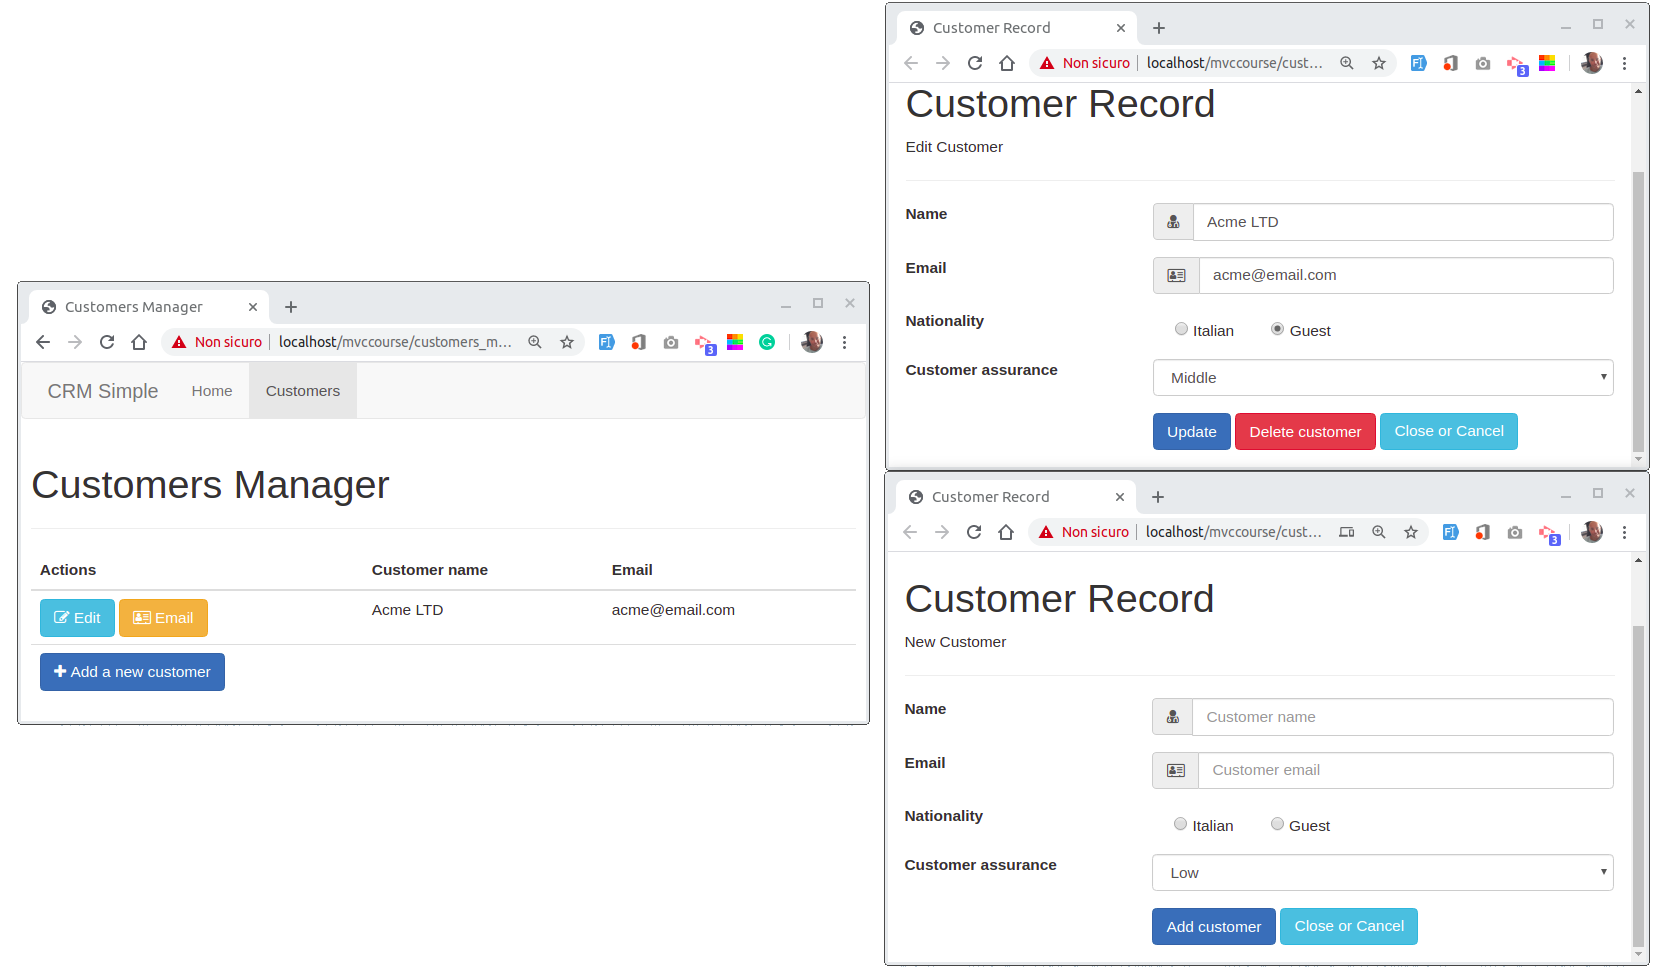 Customers Manager
Non sicuro localhost/mvccourse/customers_m...
3
CRM Simple Home Customers
Customers Manager
Actions Customer name Email
Edit Email Acme LTD acme@email.com
Add a new customer
Customer Record
Non sicuro localhost/mvccourse/cust...
3
Customer Record
Edit Customer
Name Acme LTD
Email acme@email.com
Nationality Italian Guest
Customer assurance Middle
Update Delete customer Close or Cancel
Customer Record
Non sicuro localhost/mvccourse/cust...
3
Customer Record
New Customer
Name Customer name
Email Customer email
Nationality Italian Guest
Customer assurance Low
Add customer Close or Cancel